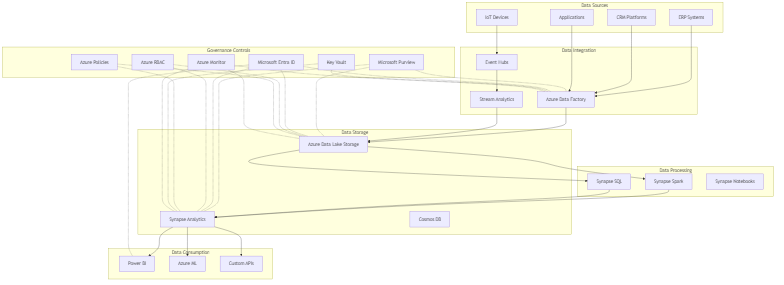 Data Sources
IoT Devices
Applications
CRM Platforms
ERP Systems
Governance Controls
Azure Policies
Azure RBAC
Azure Monitor
Microsoft Entra ID
Key Vault
Microsoft Purview
Data Integration
Event Hubs
Stream Analytics
Azure Data Factory
Data Storage
Azure Data Lake Storage
Data Processing
Synapse SQL
Synapse Spark
Synapse Notebooks
Synapse Analytics
Cosmos DB
Data Consumption
Power BI
Azure ML
Custom APIs